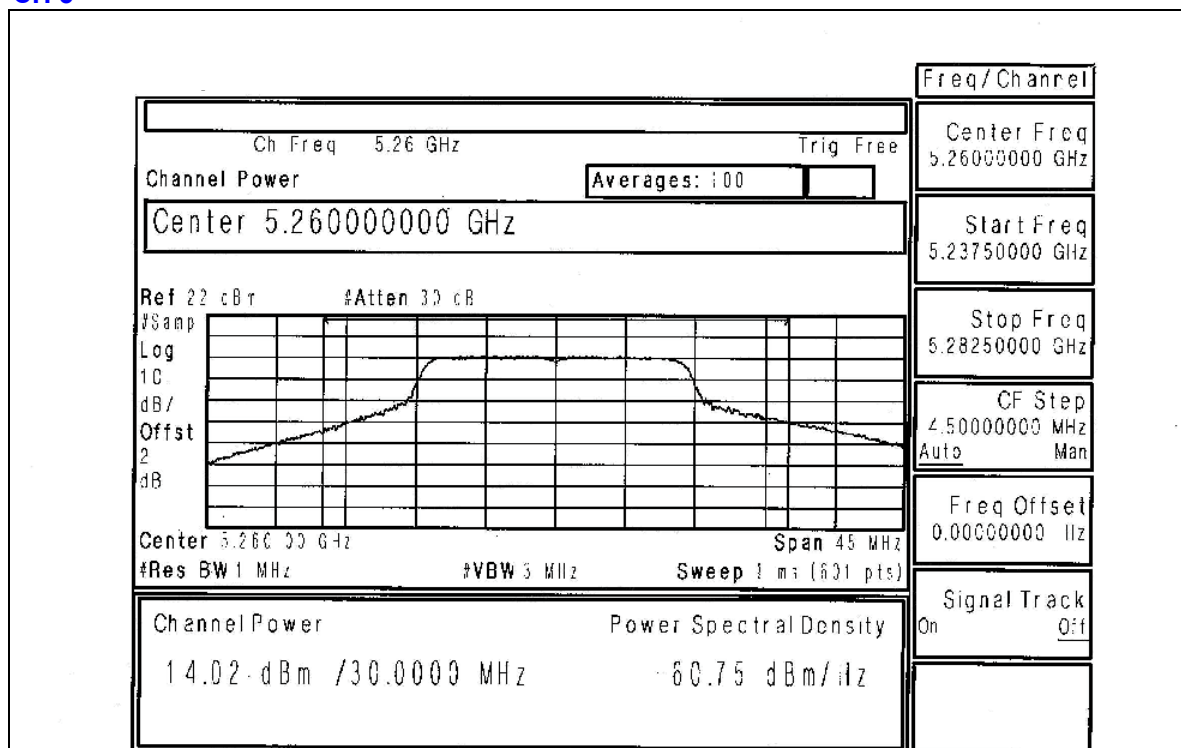 Freq/Channel
Ch Freq 5.26 GHz
Trig Free
Channel Power
Averages: 100
Center 5.260000000 GHz
Ref 22 dBm
#Atten 30 dB
#Samp
Log
10
dB/
Offst
2
dB
Center 5.260 00 GHz
Span 45 MHz
#Res BW 1 MHz
#VBW 3 MHz
Sweep 1 ms (601 pts)
Channel Power
Power Spectral Density
14.02 dBm /30.0000 MHz
-60.75 dBm/Hz
Center Freq
5.26000000 GHz
Start Freq
5.23750000 GHz
Stop Freq
5.28250000 GHz
CF Step
4.50000000 MHz
Auto Man
Freq Offset
0.00000000 Hz
Signal Track
On Off